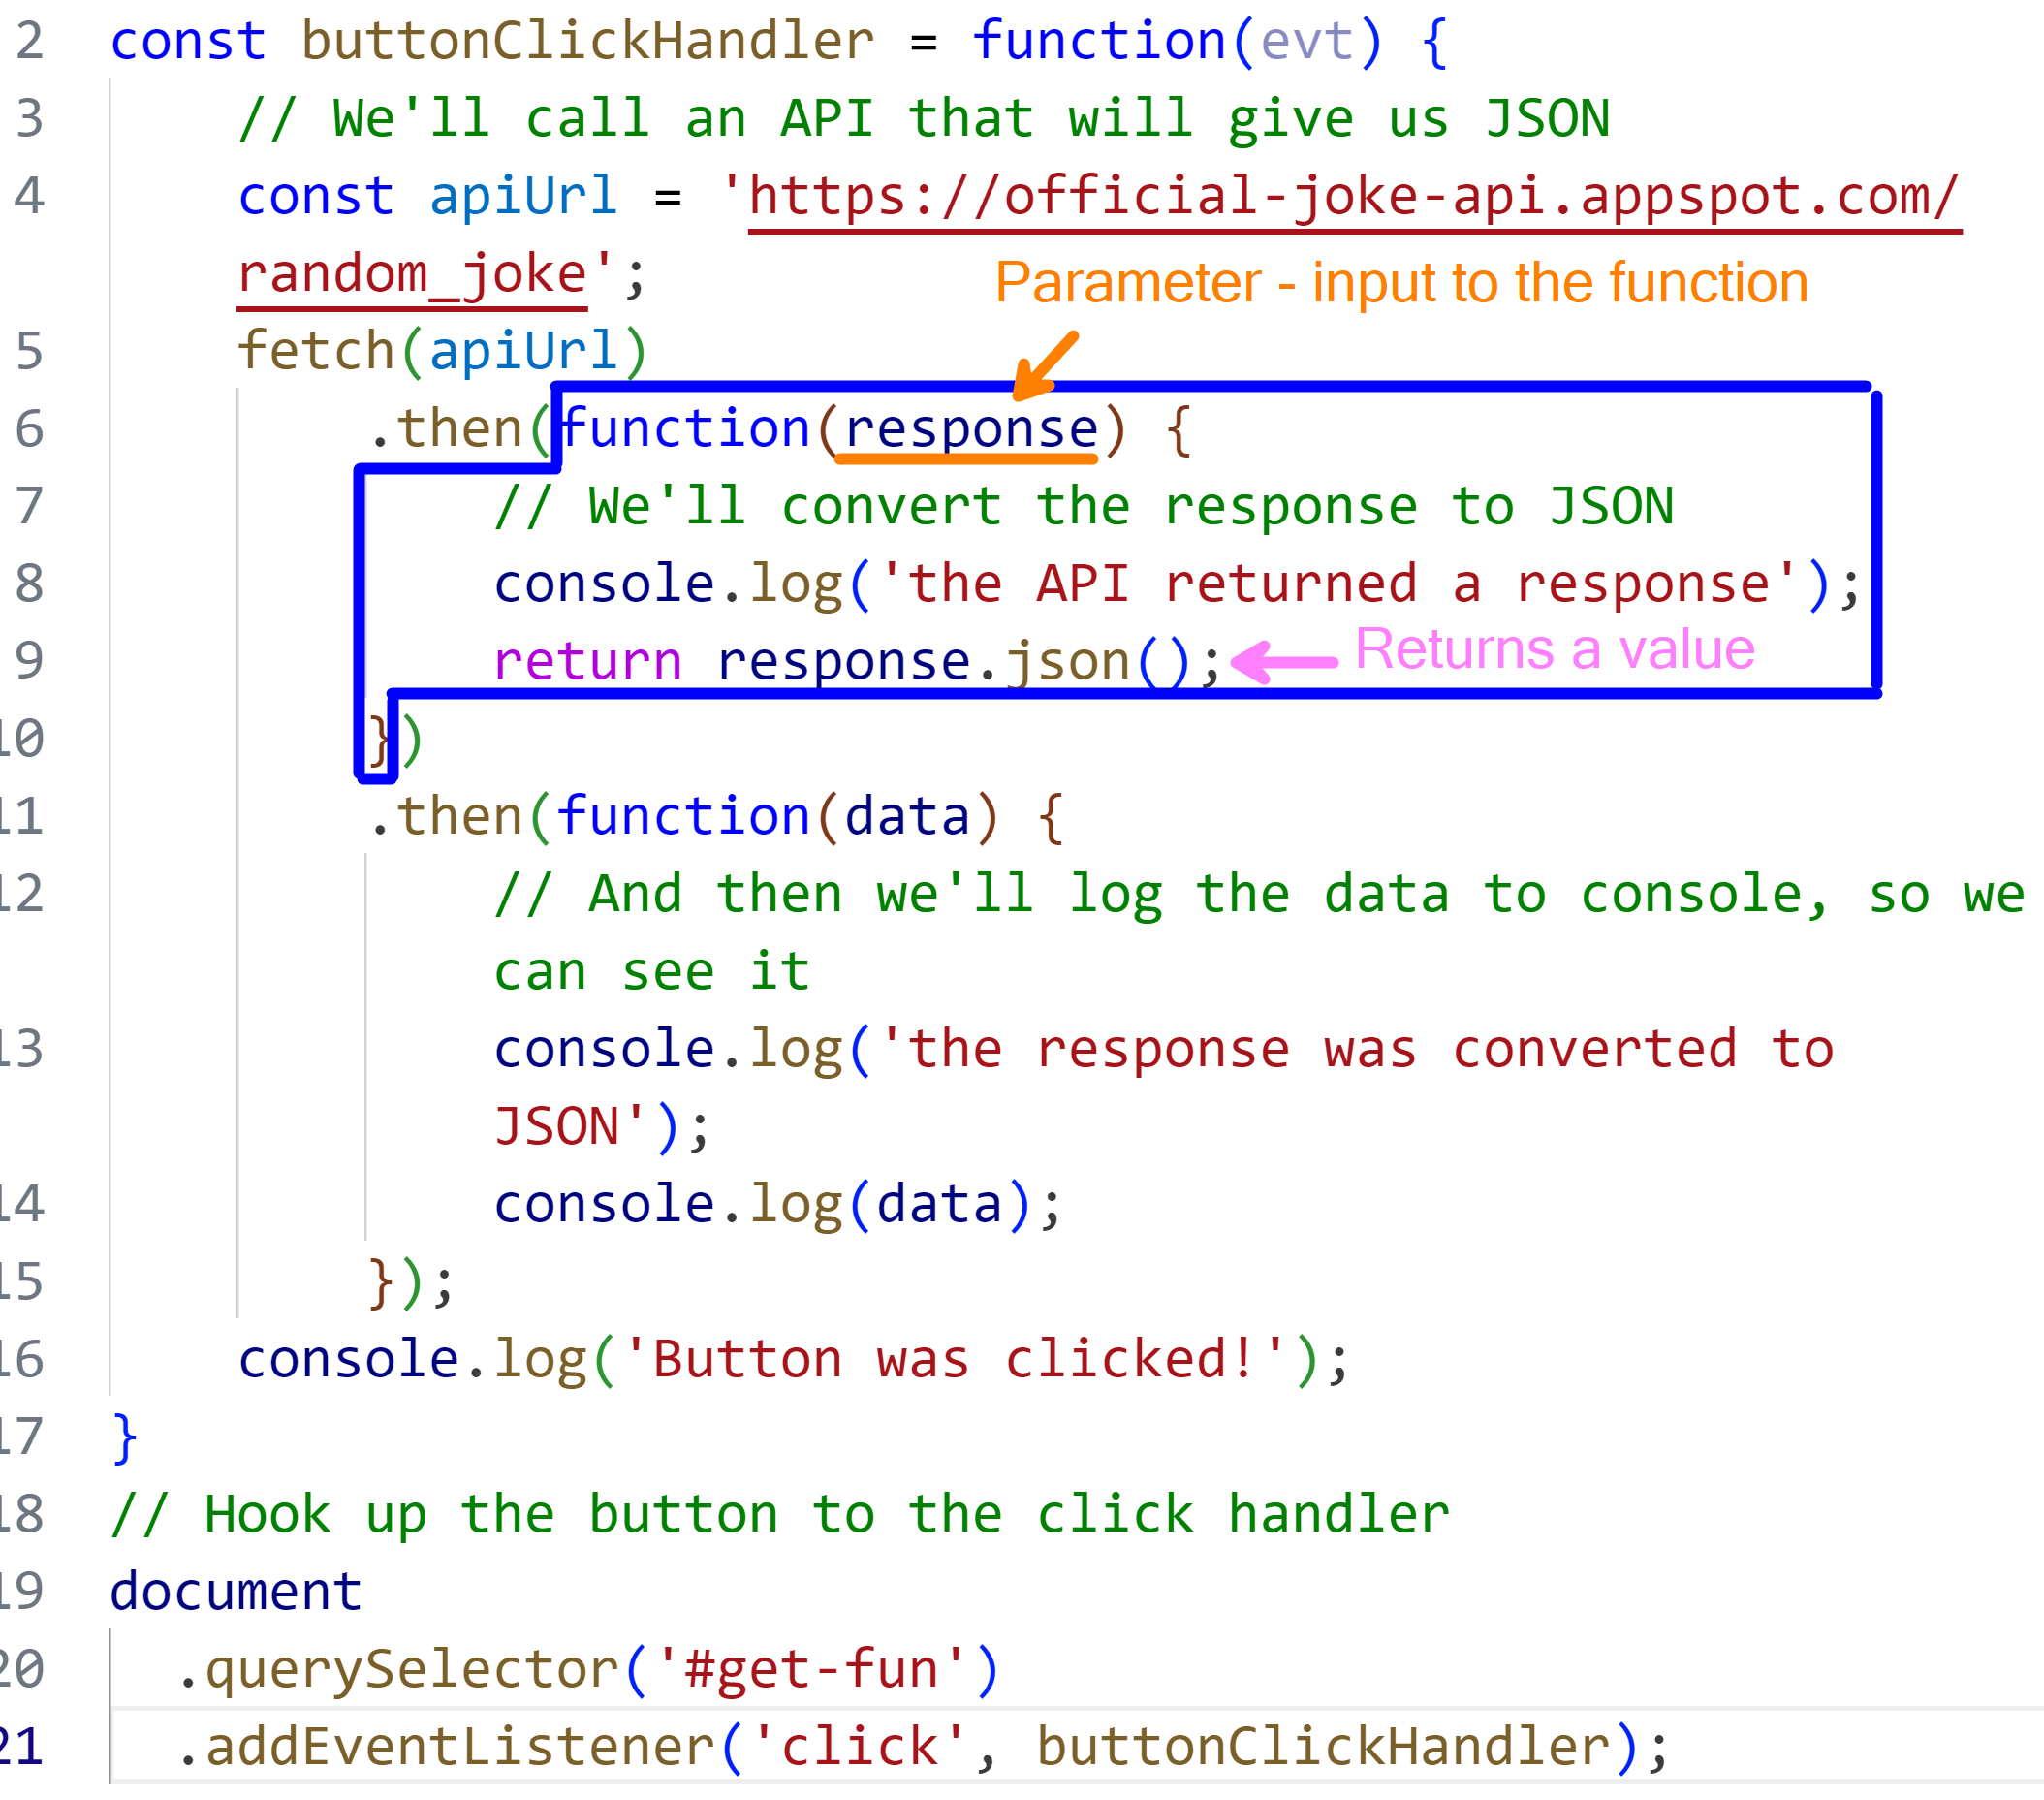 2 const buttonClickHandler = function(evt) {
3 // We'll call an API that will give us JSON
4 const apiUrl = 'https://official-joke-api.appspot.com/
random_joke';
Parameter - input to the function
5 fetch(apiUrl)
6 .then(function(response) {
7 // We'll convert the response to JSON
8 console.log('the API returned a response');
9 return response.json(); Returns a value
10 })
11 .then(function(data) {
12 // And then we'll log the data to console, so we
can see it
13 console.log('the response was converted to
JSON');
14 console.log(data);
15 });
16 console.log('Button was clicked!');
17 }
18 // Hook up the button to the click handler
19 document
20 .querySelector('#get-fun')
21 .addEventListener('click', buttonClickHandler);